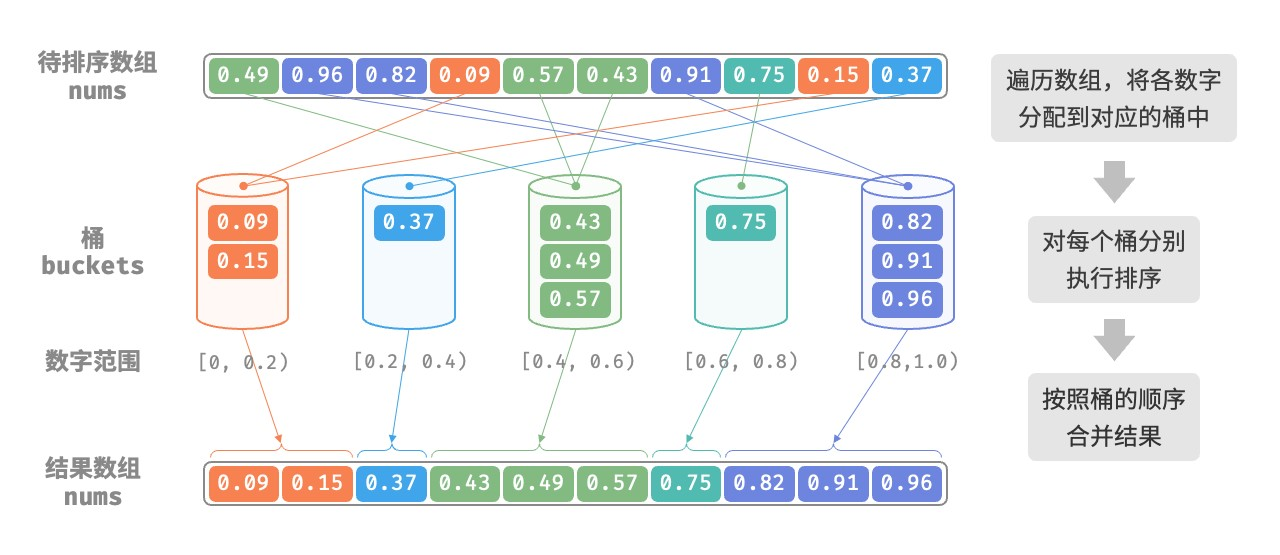 待排序数组
nums
0.49 0.96 0.82 0.09 0.57 0.43 0.91 0.75 0.15 0.37
遍历数组，将各数字
分配到对应的桶中
桶
buckets
0.09 0.37 0.43 0.75 0.82
0.15 0.49 0.91
0.57 0.96
对每个桶分别
执行排序
数字范围
[0, 0.2) [0.2, 0.4) [0.4, 0.6) [0.6, 0.8) [0.8,1.0)
按照桶的顺序
合并结果
结果数组
nums
0.09 0.15 0.37 0.43 0.49 0.57 0.75 0.82 0.91 0.96